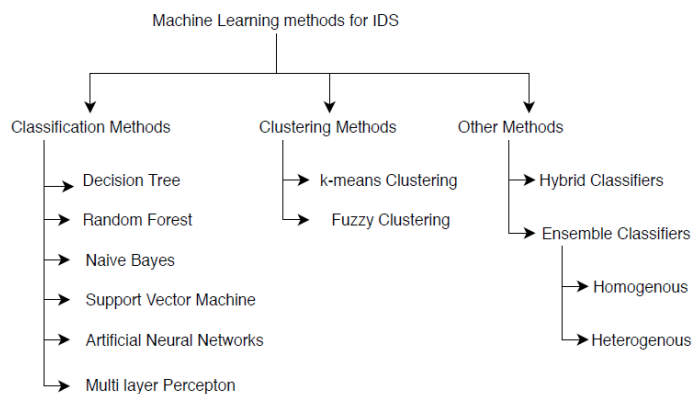 Machine Learning methods for IDS
Classification Methods
Decision Tree
Random Forest
Naive Bayes
Support Vector Machine
Artificial Neural Networks
Multi layer Percepton
Clustering Methods
k-means Clustering
Fuzzy Clustering
Other Methods
Hybrid Classifiers
Ensemble Classifiers
Homogenous
Heterogenous